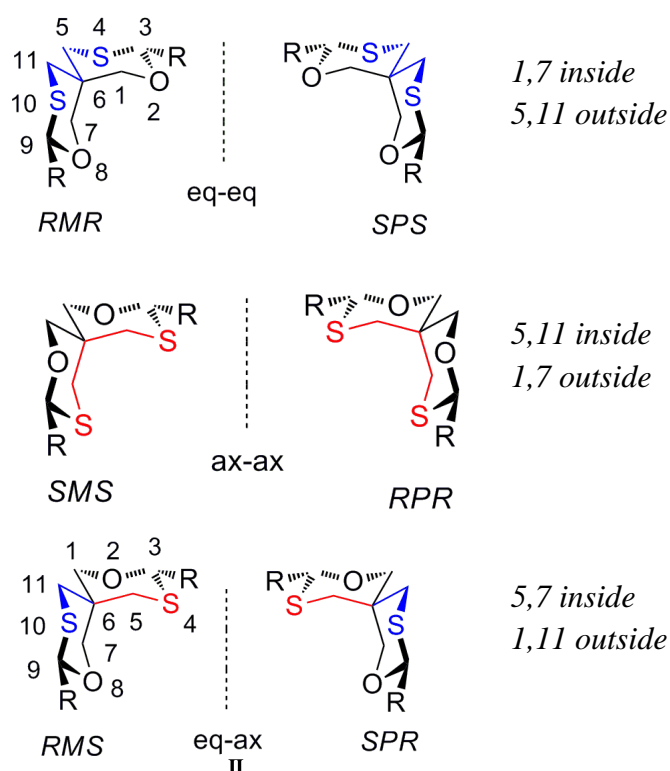 5 4 3
11 S R
10 S 6 1 O
7 2
9 O 8
R
RMR
eq-eq
R S
O S
O
R
SPS
1,7 inside
5,11 outside
O R
O S
S
R
SMS
ax-ax
R O
S O
S
R
RPR
5,11 inside
1,7 outside
1 2 3
11 O R
10 S 6 5 S 4
7
9 O 8
R
RMS
eq-ax
II
R O
S S
O
R
SPR
5,7 inside
1,11 outside